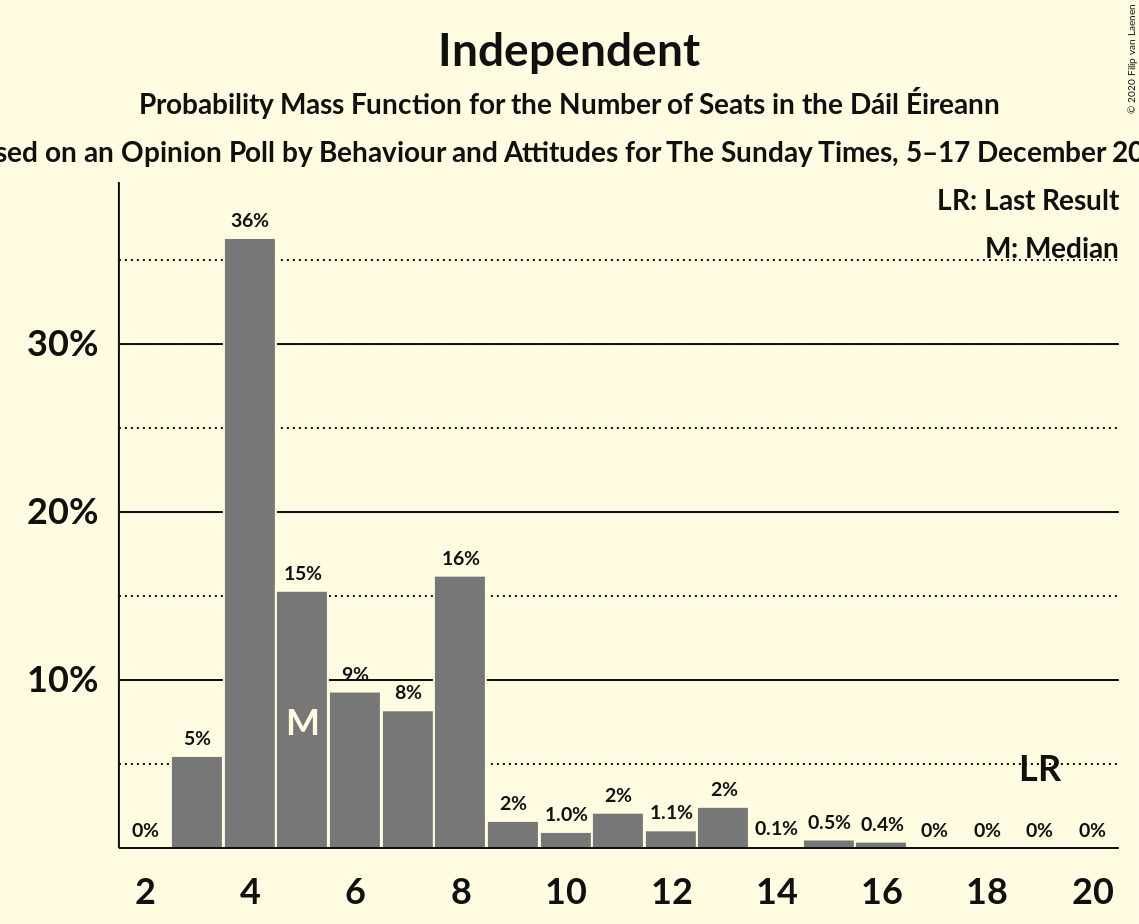 © 2020 Filip van Laenen
Independent
Probability Mass Function for the Number of Seats in the Dáil Éireann
sed on an Opinion Poll by Behaviour and Attitudes for The Sunday Times, 5–17 December 20
LR: Last Result
M: Median
36%
30%
20%
16%
15%
10%
9%
8%
M
5%
LR
2%
2%
2%
1.0%
1.1%
0.1%
0.5%
0.4%
0%
0%
0%
0%
0%
2 4 6 8 10 12 14 16 18 20